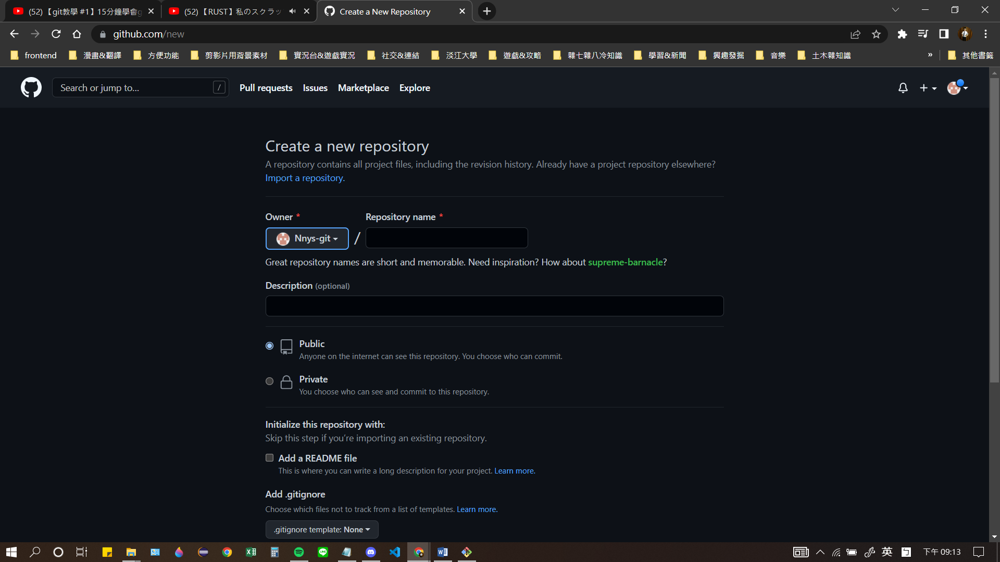 (52) 【git教學 #1】15分鐘學會g
(52) 【RUST】私のスクラッ
Create a New Repository
github.com/new
frontend
漫畫&翻譯
方便功能
剪影片用背景素材
實況台&遊戲實況
社交&連結
淡江大學
遊戲&攻略
雜七雜八冷知識
學習&新聞
興趣發掘
音樂
土木雜知識
»
其他書籤
Search or jump to...
/
Pull requests
Issues
Marketplace
Explore
Create a new repository
A repository contains all project files, including the revision history. Already have a project repository elsewhere?
Import a repository.
Owner *
Repository name *
Nnys-git
/
Great repository names are short and memorable. Need inspiration? How about supreme-barnacle?
Description (optional)
Public
Anyone on the internet can see this repository. You choose who can commit.
Private
You choose who can see and commit to this repository.
Initialize this repository with:
Skip this step if you’re importing an existing repository.
Add a README file
This is where you can write a long description for your project. Learn more.
Add .gitignore
Choose which files not to track from a list of templates. Learn more.
.gitignore template: None
英
下午 09:13